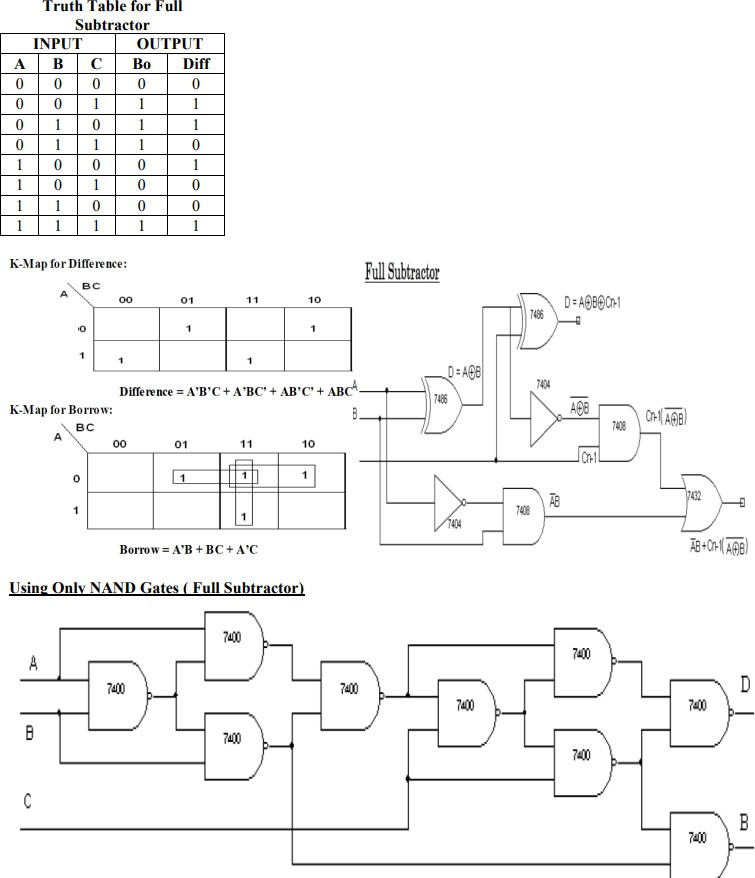 Truth Table for Full
Subtractor
INPUT OUTPUT
A B C Bo Diff
0 0 0 0 0
0 0 1 1 1
0 1 0 1 1
0 1 1 1 0
1 0 0 0 1
1 0 1 0 0
1 1 0 0 0
1 1 1 1 1
K-Map for Difference:
A BC
00 01 11 10
0 1 1
1 1 1
Difference = A'B'C + A'BC' + AB'C' + ABC
K-Map for Borrow:
A BC
00 01 11 10
0 1 1 1
1 1
Borrow = A'B + BC + A'C
Full Subtractor
D = A⊕B⊕Cn-1
7486
D = A⊕B
A
7486
B
7404
A̅⊕̅B̅
7408
Cn-1(A̅⊕̅B̅)
Cn-1
7404
7408
A̅B
7432
A̅B+Cn-1(A̅⊕̅B̅)
Using Only NAND Gates ( Full Subtractor)
7400
7400
A
7400
7400
7400
7400
D
7400
B
7400
7400
C
B
7400